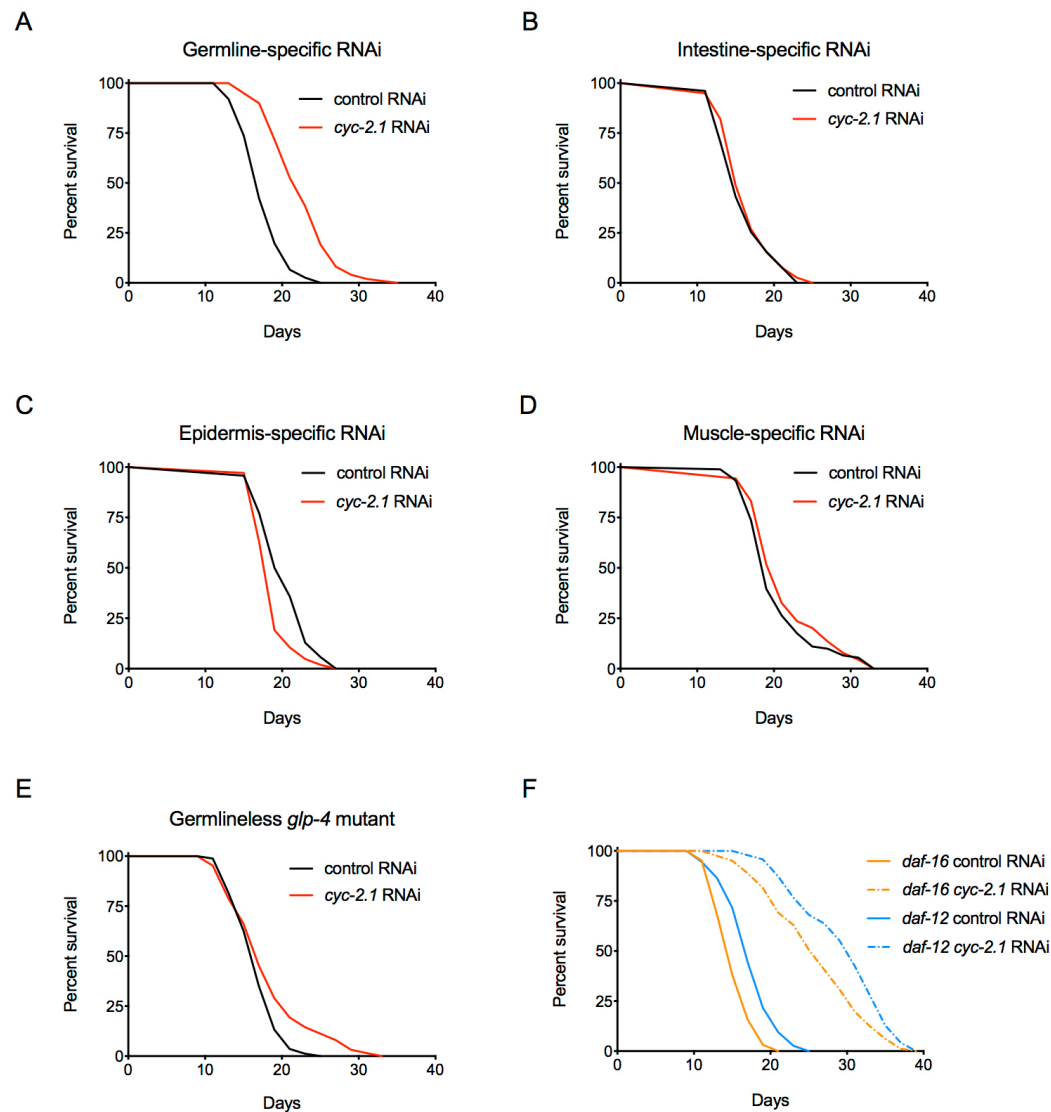 A
Germline-specific RNAi
control RNAi
cyc-2.1 RNAi
Percent survival
100
75
50
25
0
0 10 20 30 40
Days
B
Intestine-specific RNAi
control RNAi
cyc-2.1 RNAi
Percent survival
100
75
50
25
0
0 10 20 30 40
Days
C
Epidermis-specific RNAi
control RNAi
cyc-2.1 RNAi
Percent survival
100
75
50
25
0
0 10 20 30 40
Days
D
Muscle-specific RNAi
control RNAi
cyc-2.1 RNAi
Percent survival
100
75
50
25
0
0 10 20 30 40
Days
E
Germlineless glp-4 mutant
control RNAi
cyc-2.1 RNAi
Percent survival
100
75
50
25
0
0 10 20 30 40
Days
F
daf-16 control RNAi
daf-16 cyc-2.1 RNAi
daf-12 control RNAi
daf-12 cyc-2.1 RNAi
Percent survival
100
75
50
25
0
0 10 20 30 40
Days